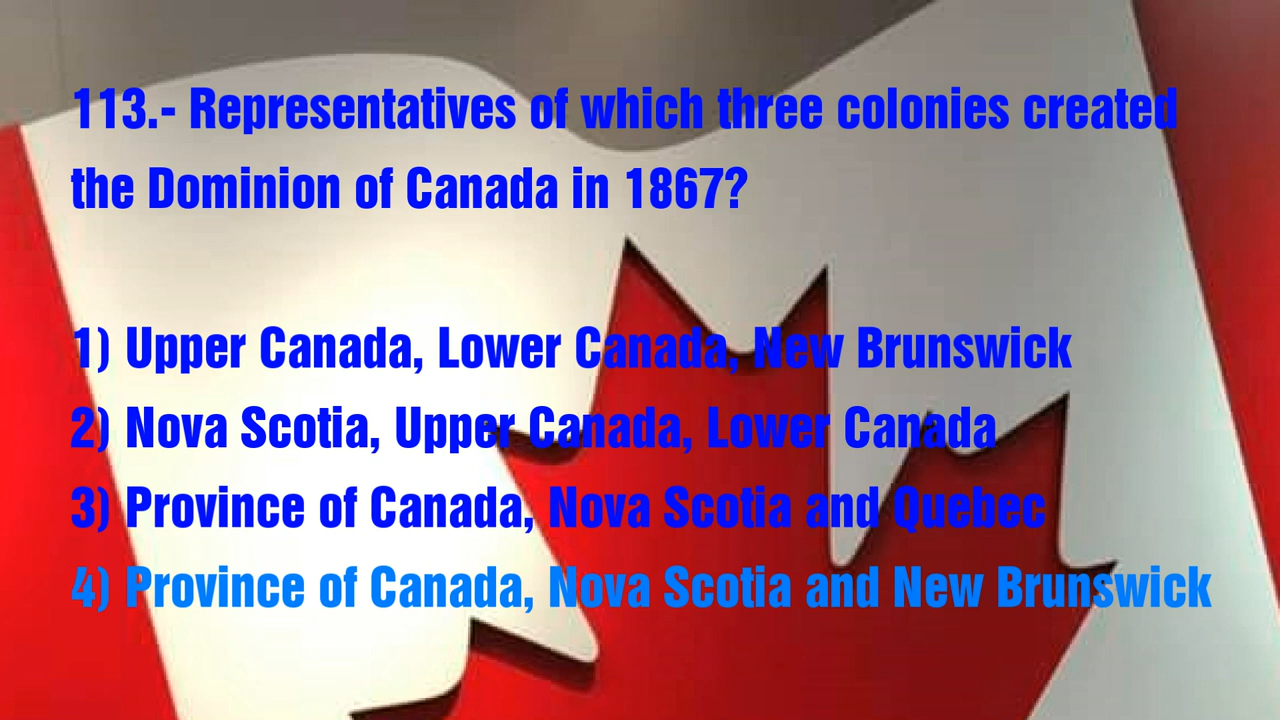 113.- Representatives of which three colonies created
the Dominion of Canada in 1867?
1) Upper Canada, Lower Canada, New Brunswick
2) Nova Scotia, Upper Canada, Lower Canada
3) Province of Canada, Nova Scotia and Quebec
4) Province of Canada, Nova Scotia and New Brunswick